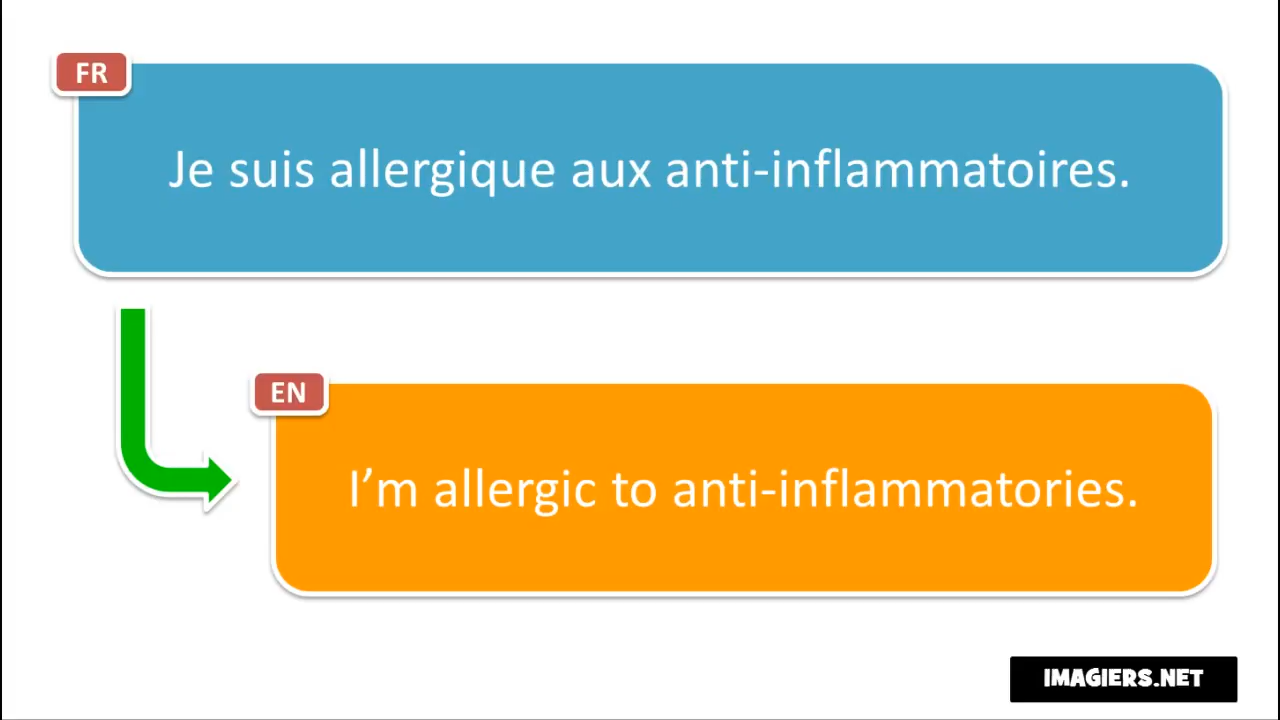 FR
Je suis allergique aux anti-inflammatoires.
EN
I’m allergic to anti-inflammatories.
IMAGIERS.NET